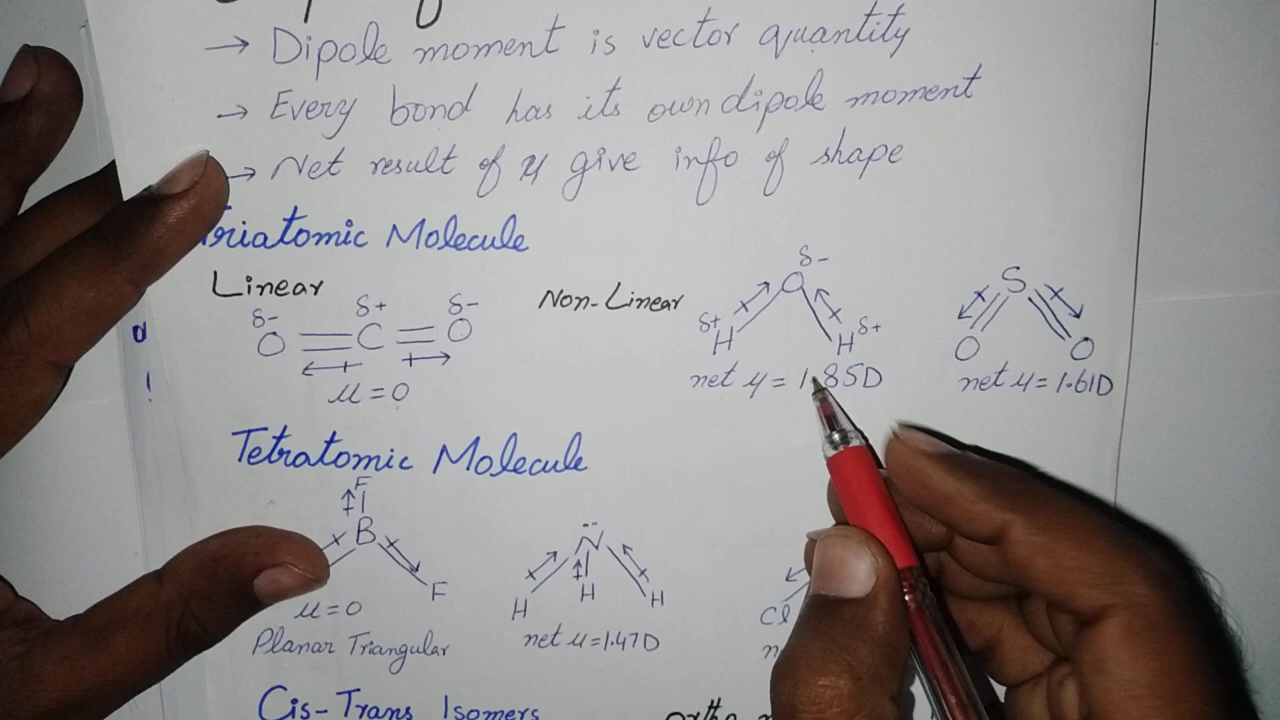 → Dipole moment is vector quantity
→ Every bond has its own dipole moment
→ Net result of μ give info of shape
Triatomic Molecule
Linear
δ- δ+ δ-
O = C = O
μ = 0
Non-Linear
δ-
O
δ+ δ+
H H
net μ = 1.85D
S
O O
net μ = 1.61D
Tetratomic Molecule
F
B
F
μ = 0
Planar Triangular
N̈
H H H
net μ = 1.47D
Cl
Cis-Trans Isomers